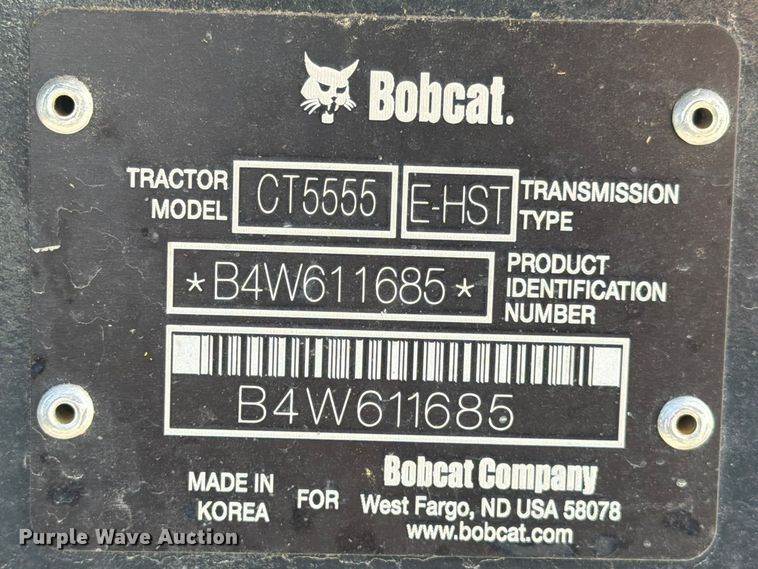 Bobcat.
TRACTOR MODEL CT5555 E-HST TRANSMISSION TYPE
*B4W611685* PRODUCT IDENTIFICATION NUMBER
B4W611685
MADE IN KOREA FOR Bobcat Company
West Fargo, ND USA 58078
www.bobcat.com
Purple Wave Auction